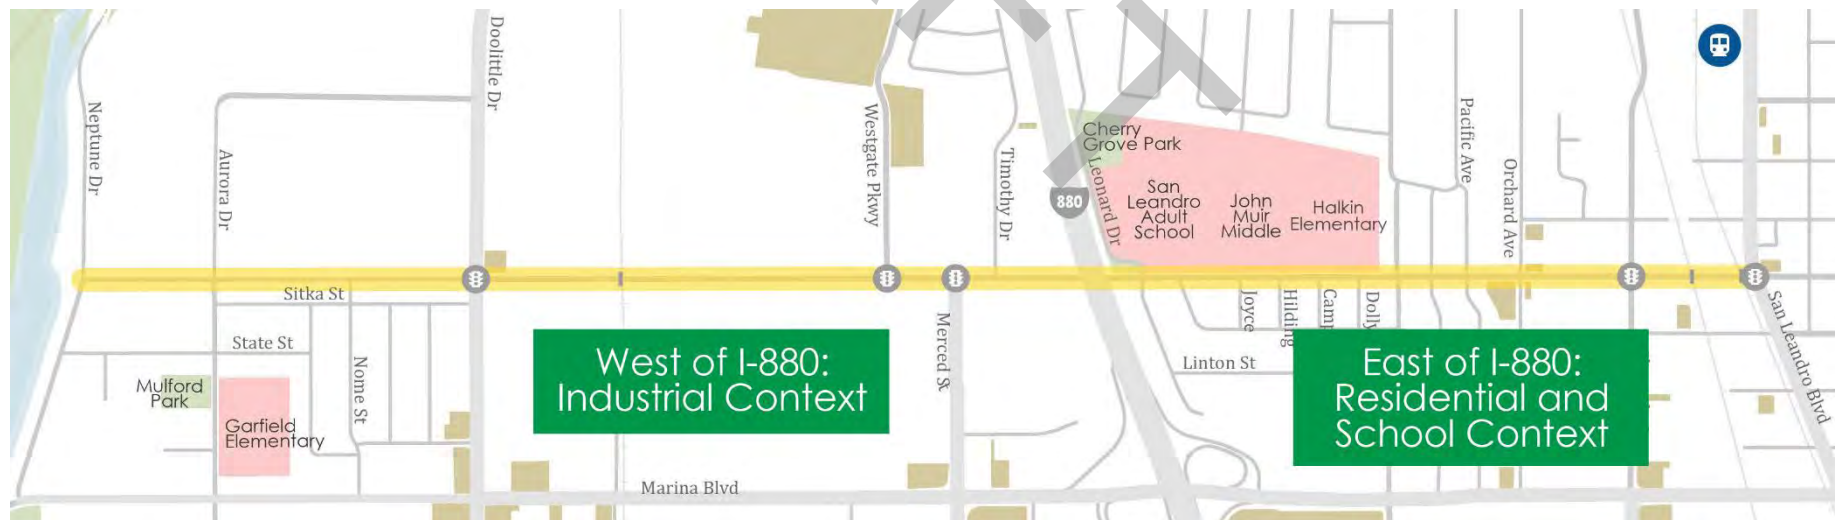 Doolittle Dr
Neptune Dr
Aurora Dr
Westgate Pkwy
Timothy Dr
880
Cherry
Grove Park
Leonard Dr
San
Leandro
Adult
School
John
Muir
Middle
Halkin
Elementary
Pacific Ave
Orchard Ave
Sitka St
State St
Nome St
Mulford
Park
Garfield
Elementary
West of I-880:
Industrial Context
Merced St
Joyce
Hilding
Camp
Dolly
Linton St
East of I-880:
Residential and
School Context
San Leandro Blvd
Marina Blvd